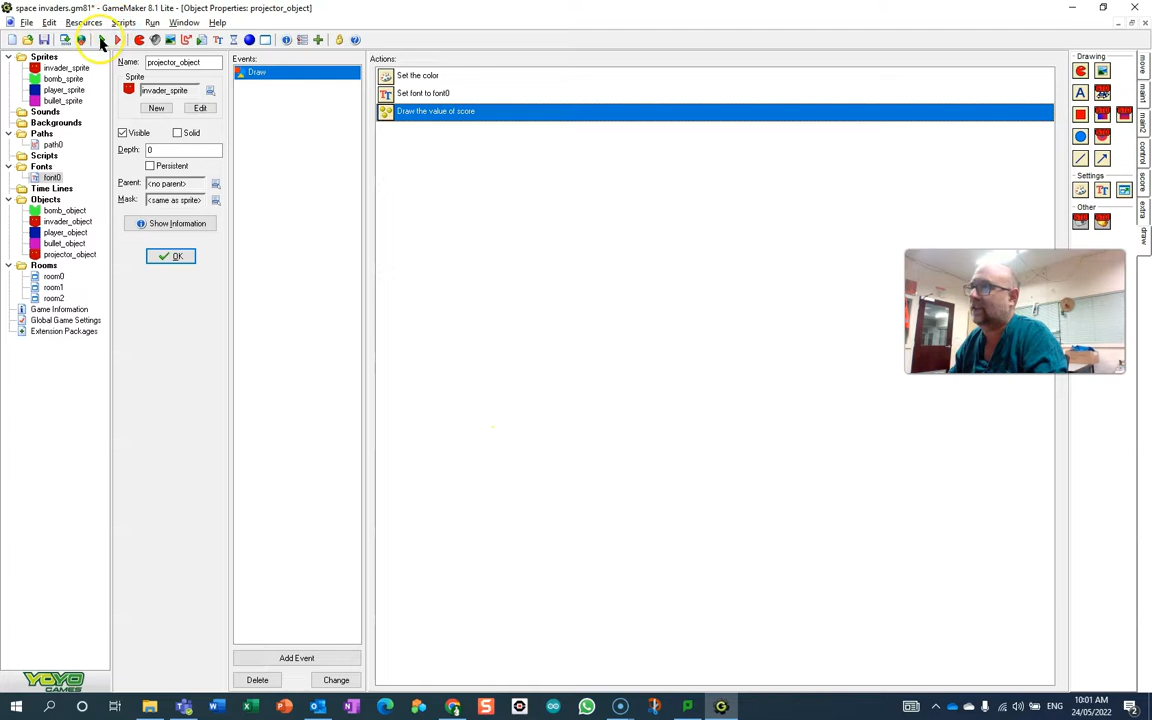 space invaders.gm81* - GameMaker 8.1 Lite - [Object Properties: projector_object]
File Edit Resources Scripts Run Window Help
Sprites
invader_sprite
bomb_sprite
player_sprite
bullet_sprite
Sounds
Backgrounds
Paths
path0
Scripts
Fonts
font0
Time Lines
Objects
bomb_object
invader_object
player_object
bullet_object
projector_object
Rooms
room0
room1
room2
Game Information
Global Game Settings
Extension Packages
YOYO
GAMES
Name: projector_object
Sprite
invader_sprite
New Edit
Visible Solid
Depth: 0
Persistent
Parent: <no parent>
Mask: <same as sprite>
Show Information
OK
Events:
Draw
Add Event
Delete Change
Actions:
Set the color
Set font to font0
Draw the value of score
Drawing
Settings
Other
move
main1
main2
control
score
extra
draw
ENG
10:01 AM
24/05/2022